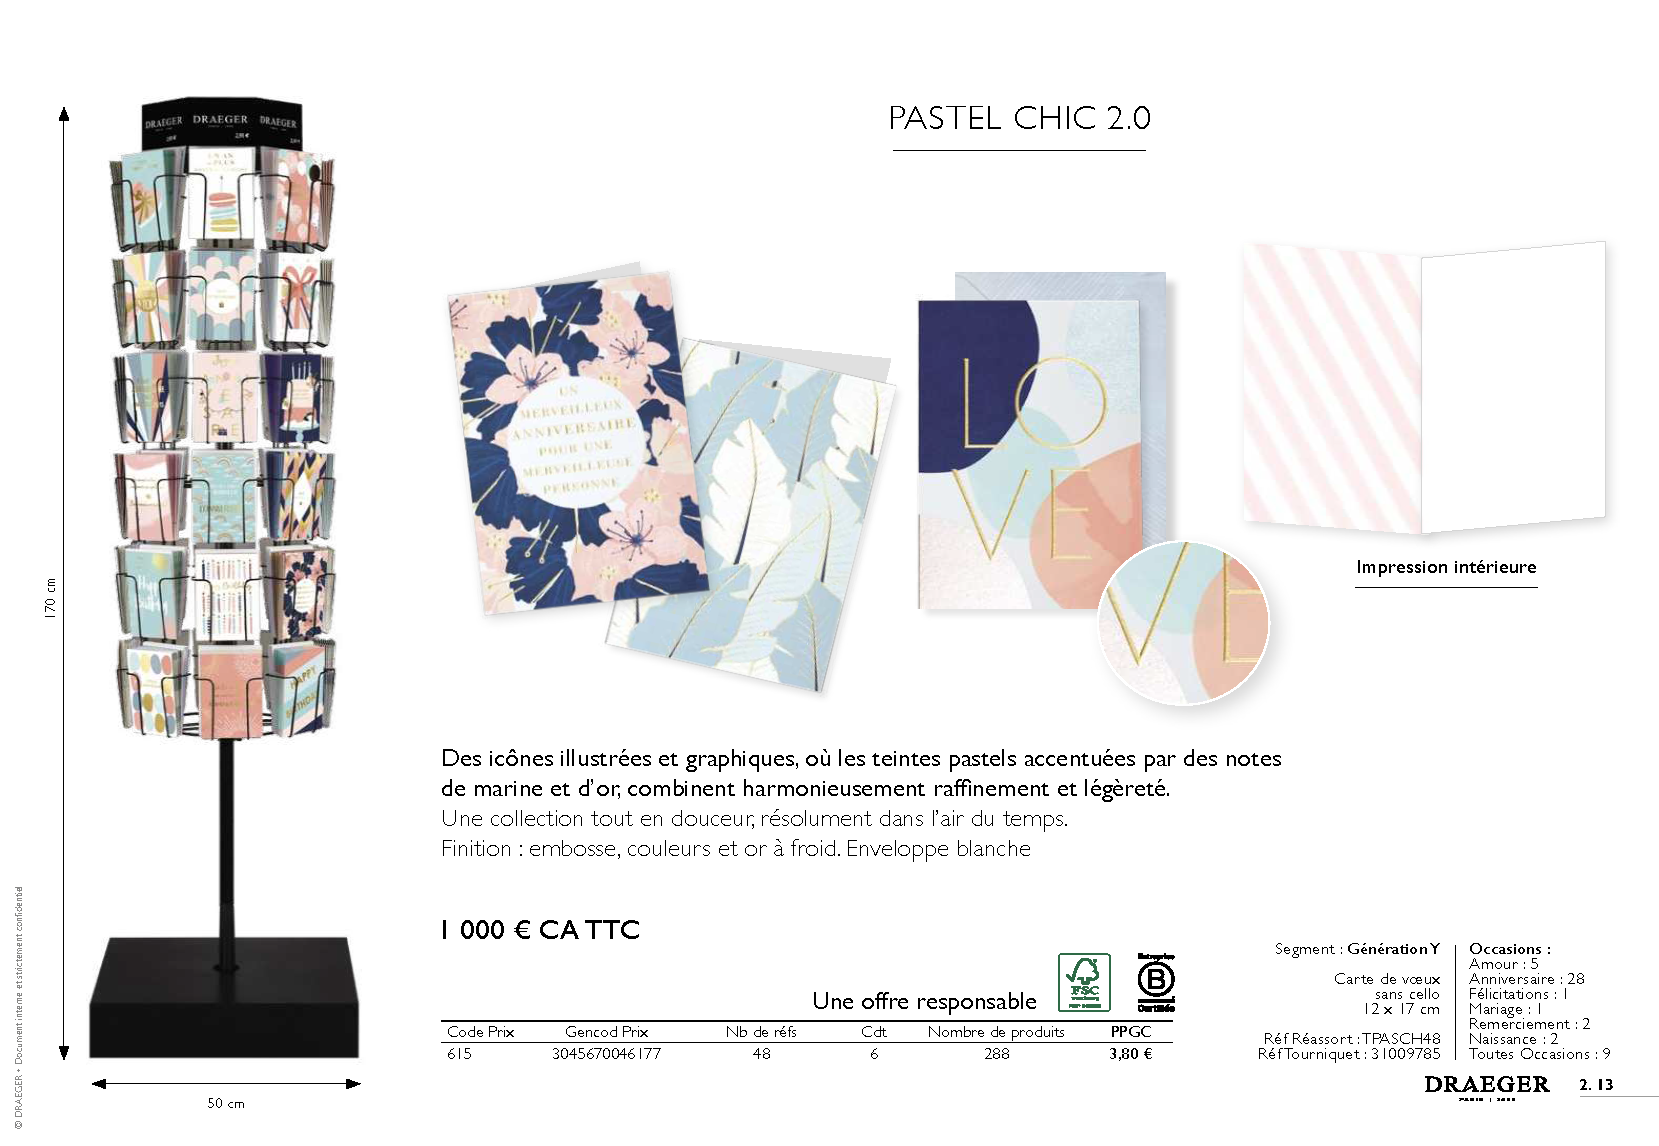 PASTEL CHIC 2.0
DRAEGER
DRAEGER
DRAEGER
170 cm
50 cm
UN
MERVEILLEUX
ANNIVERSAIRE
POUR UNE
MERVEILLEUSE
PERSONNE
LO
VE
VE
Impression intérieure
HAPPY
BIRTHDAY
Des icônes illustrées et graphiques, où les teintes pastels accentuées par des notes
de marine et d’or, combinent harmonieusement raffinement et légèreté.
Une collection tout en douceur, résolument dans l’air du temps.
Finition : embosse, couleurs et or à froid. Enveloppe blanche
1 000 € CA TTC
Une offre responsable
FSC
Entreprise
B
Certifiée
Code Prix Gencod Prix Nb de réfs Cdt Nombre de produits PPGC
615 3045670046177 48 6 288 3,80 €
Segment : Génération Y
Carte de vœux
sans cello
12 x 17 cm
Réf Réassort : TPASCH48
Réf Tourniquet : 31009785
Occasions :
Amour : 5
Anniversaire : 28
Félicitations : 1
Mariage : 1
Remerciement : 2
Naissance : 2
Toutes Occasions : 9
DRAEGER
2. 13
© DRAEGER • Document interne et strictement confidentiel